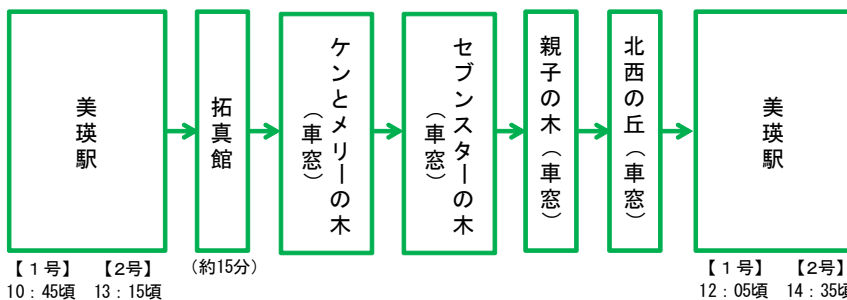 美瑛駅
拓真館
ケンとメリーの木
（車窓）
セブンスターの木
（車窓）
親子の木（車窓）
北西の丘（車窓）
美瑛駅
【１号】　【２号】
10：45頃　13：15頃
（約15分）
【１号】　【２号】
12：05頃　14：35頃